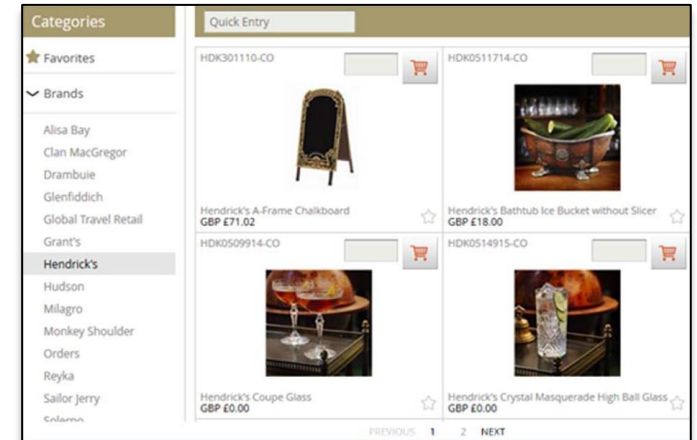 Categories
Quick Entry
Favorites
Brands
Alisa Bay
Clan MacGregor
Drambuie
Glenfiddich
Global Travel Retail
Grant's
Hendrick's
Hudson
Milagro
Monkey Shoulder
Orders
Reyka
Sailor Jerry
Solerno
HDK301110-CO
Hendrick's A-Frame Chalkboard
GBP £71.02
HDK0511714-CO
Hendrick's Bathtub Ice Bucket without Slicer
GBP £18.00
HDK0509914-CO
Hendrick's Coupe Glass
GBP £0.00
HDK0514915-CO
Hendrick's Crystal Masquerade High Ball Glass
GBP £0.00
PREVIOUS 1 2 NEXT